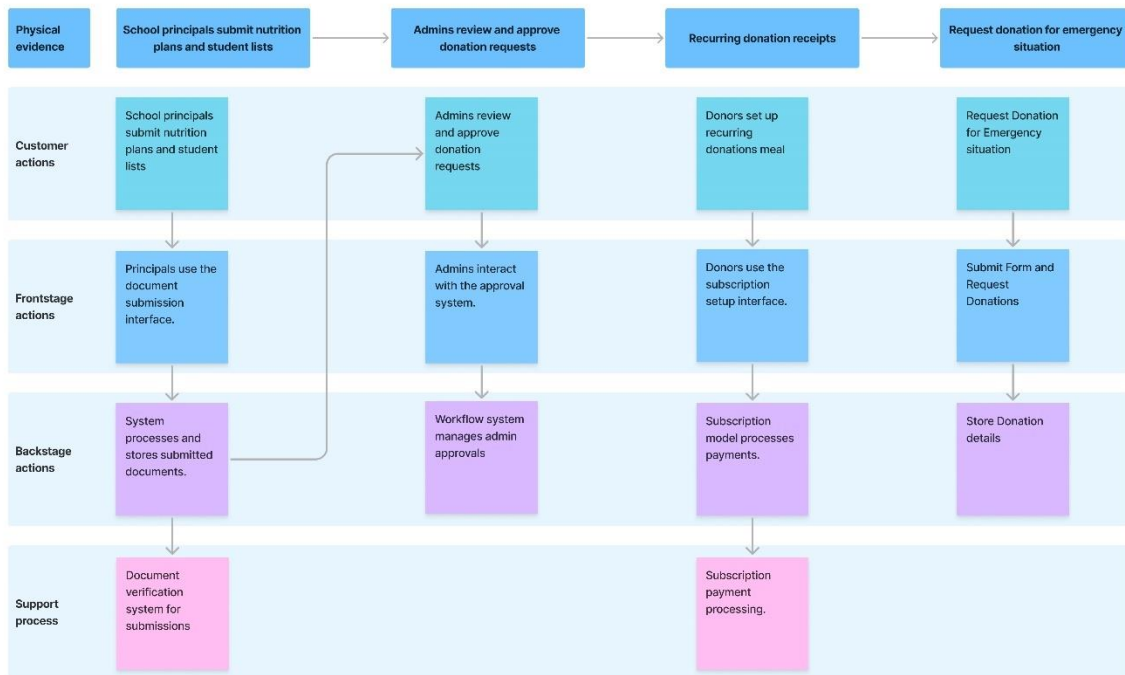 Physical
evidence
School principals submit nutrition
plans and student lists
Admins review and approve
donation requests
Recurring donation receipts
Request donation for emergency
situation
Customer
actions
School principals
submit nutrition
plans and student
lists
Admins review
and approve
donation
requests
Donors set up
recurring
donations meal
Request Donation
for Emergency
situation
Frontstage
actions
Principals use the
document
submission
interface.
Admins interact
with the approval
system.
Donors use the
subscription
setup interface.
Submit Form and
Request
Donations
Backstage
actions
System
processes and
stores submitted
documents.
Workflow system
manages admin
approvals
Subscription
model processes
payments.
Store Donation
details
Support
process
Document
verification
system for
submissions
Subscription
payment
processing.